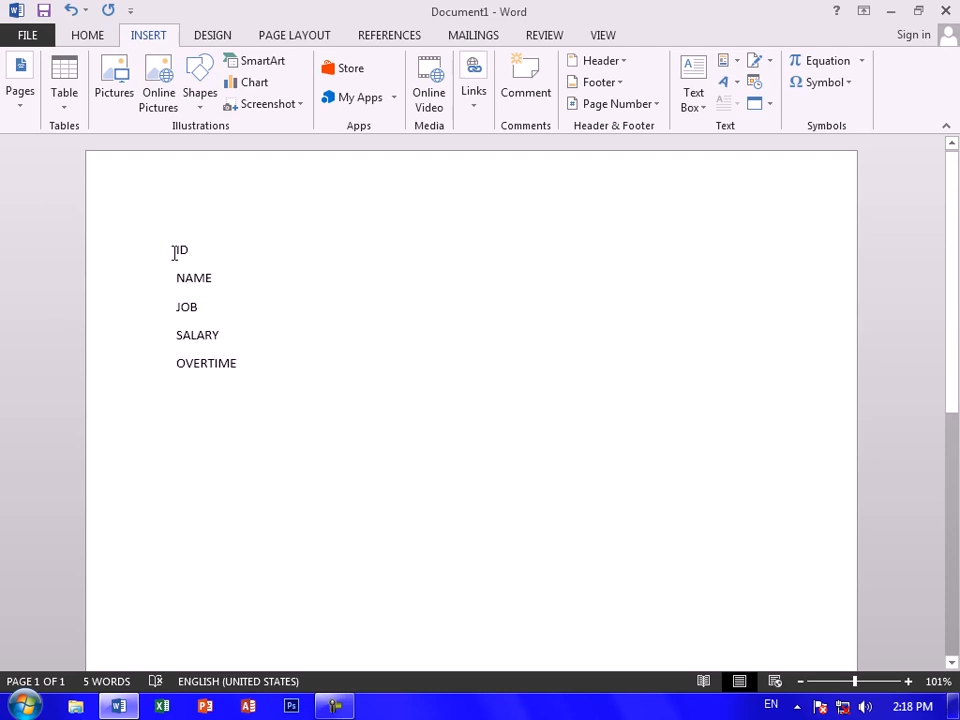 Document1 - Word
?
Sign in
FILE HOME INSERT DESIGN PAGE LAYOUT REFERENCES MAILINGS REVIEW VIEW
Pages
Table
Tables
Pictures
Online Pictures
Shapes
SmartArt
Chart
Screenshot
Illustrations
Store
My Apps
Apps
Online Video
Media
Links
Comment
Comments
Header
Footer
Page Number
Header & Footer
A
Text Box
A
A
Text
π Equation
Ω Symbol
Symbols
ID
NAME
JOB
SALARY
OVERTIME
PAGE 1 OF 1 5 WORDS ENGLISH (UNITED STATES) 101%
EN 2:18 PM